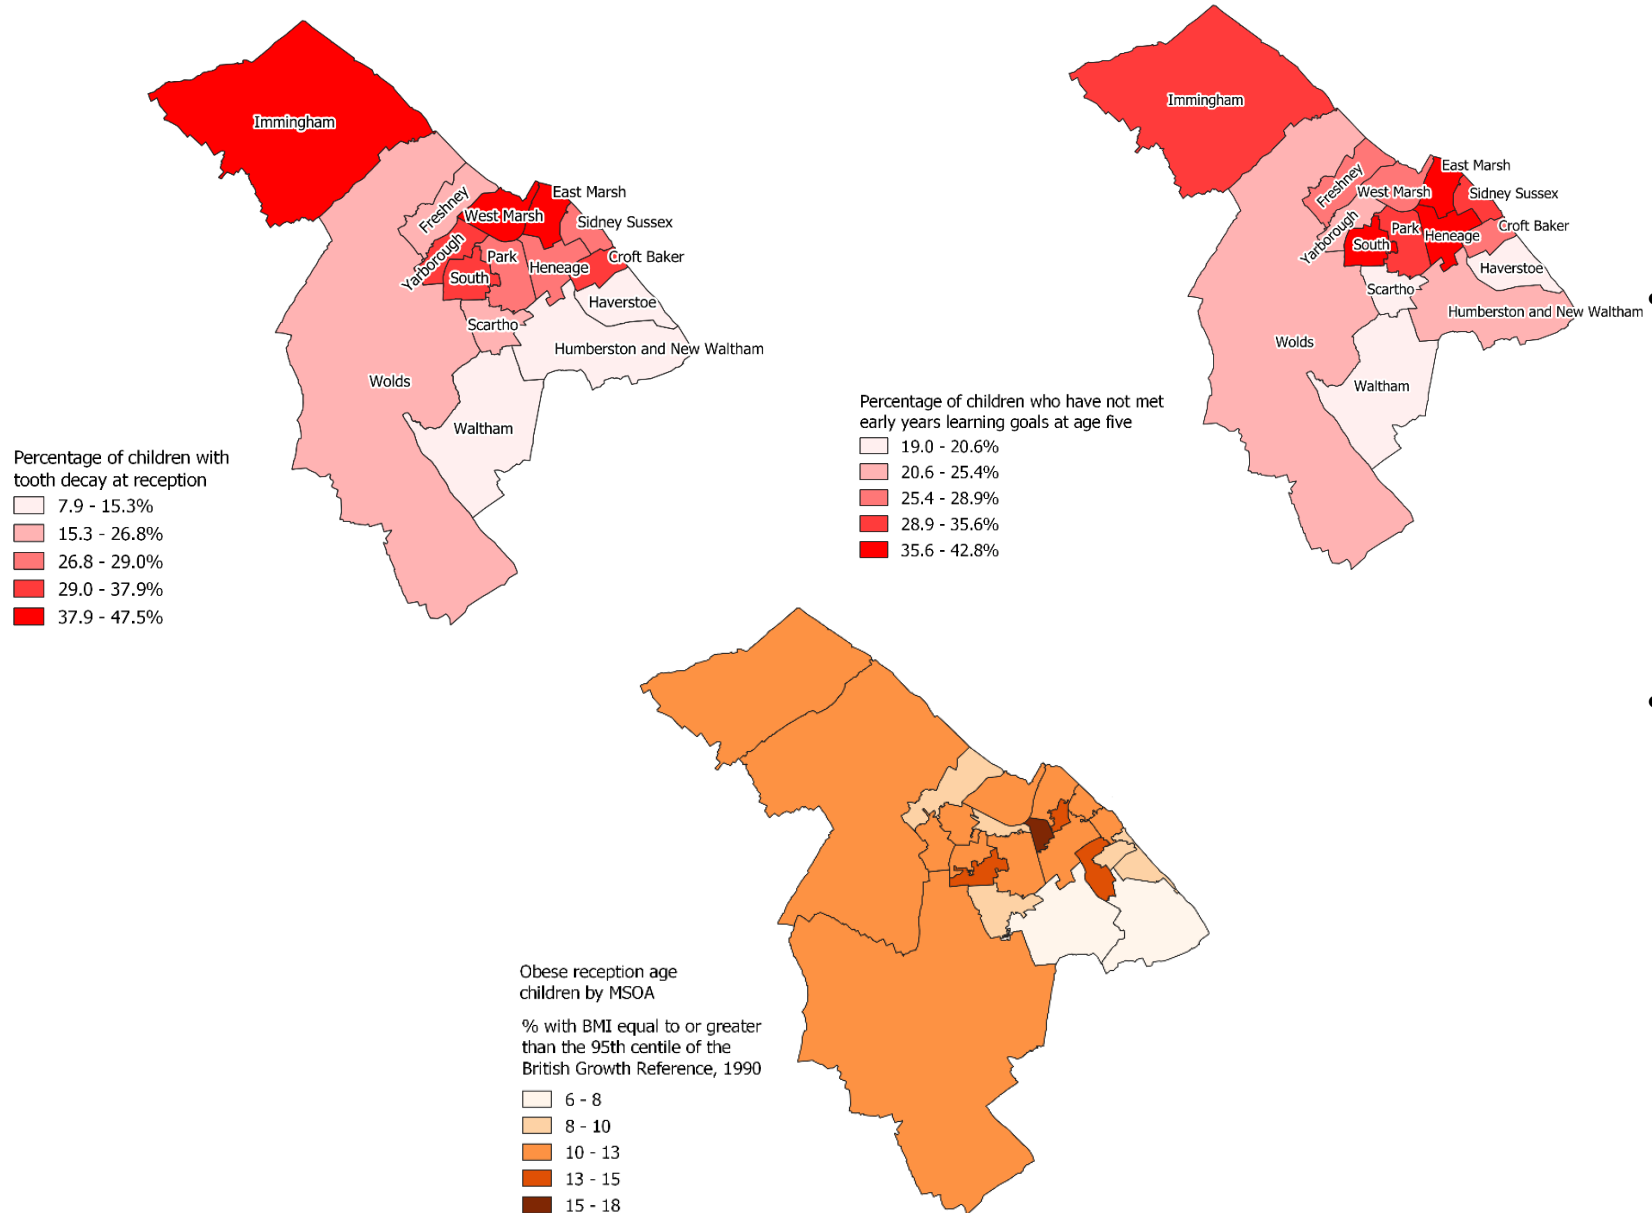 Immingham
Freshney
West Marsh
East Marsh
Sidney Sussex
Yarborough
Park
South
Heneage
Croft Baker
Haverstoe
Scartho
Humberston and New Waltham
Wolds
Waltham
Percentage of children with
tooth decay at reception
7.9 - 15.3%
15.3 - 26.8%
26.8 - 29.0%
29.0 - 37.9%
37.9 - 47.5%
Immingham
East Marsh
Freshney
West Marsh
Sidney Sussex
Yarborough
Park
South
Heneage
Croft Baker
Haverstoe
Scartho
Humberston and New Waltham
Wolds
Waltham
Percentage of children who have not met
early years learning goals at age five
19.0 - 20.6%
20.6 - 25.4%
25.4 - 28.9%
28.9 - 35.6%
35.6 - 42.8%
Obese reception age
children by MSOA
% with BMI equal to or greater
than the 95th centile of the
British Growth Reference, 1990
6 - 8
8 - 10
10 - 13
13 - 15
15 - 18